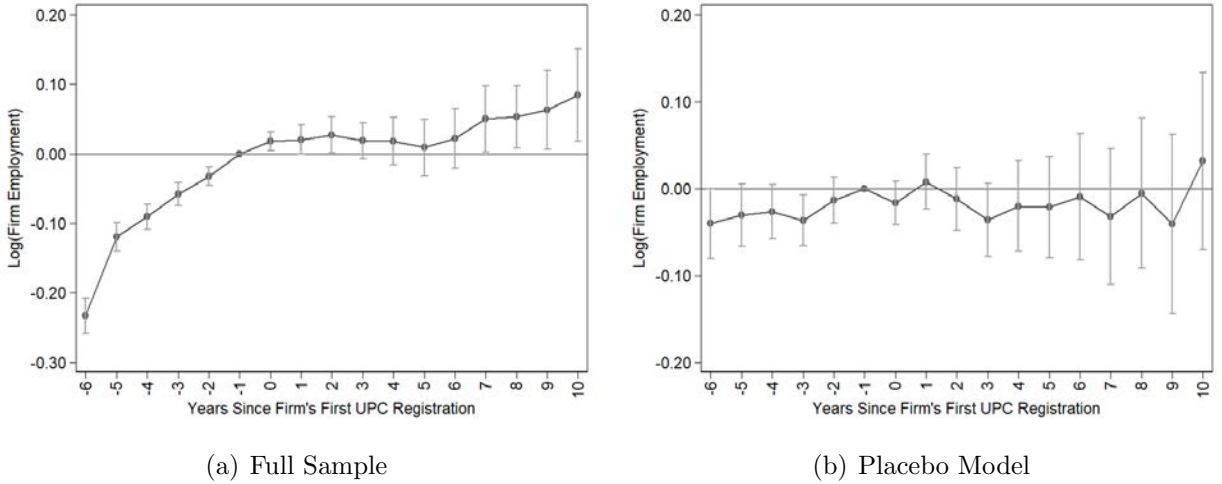 0.20
0.10
0.00
-0.10
-0.20
-0.30
Log(Firm Employment)
-6 -5 -4 -3 -2 -1 0 1 2 3 4 5 6 7 8 9 10
Years Since Firm's First UPC Registration
(a) Full Sample
0.20
0.10
0.00
-0.10
-0.20
Log(Firm Employment)
-6 -5 -4 -3 -2 -1 0 1 2 3 4 5 6 7 8 9 10
Years Since Firm's First UPC Registration
(b) Placebo Model